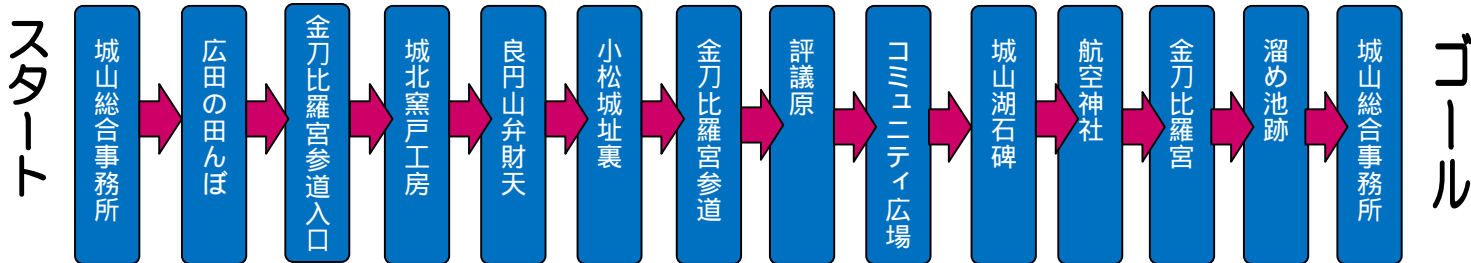 スタート
城山総合事務所
広田の田んぼ
金刀比羅宮参道入口
城北窯戸工房
良円山弁財天
小松城址裏
金刀比羅宮参道
評議原
コミュニティ広場
城山湖石碑
航空神社
金刀比羅宮
溜め池跡
城山総合事務所
ゴール